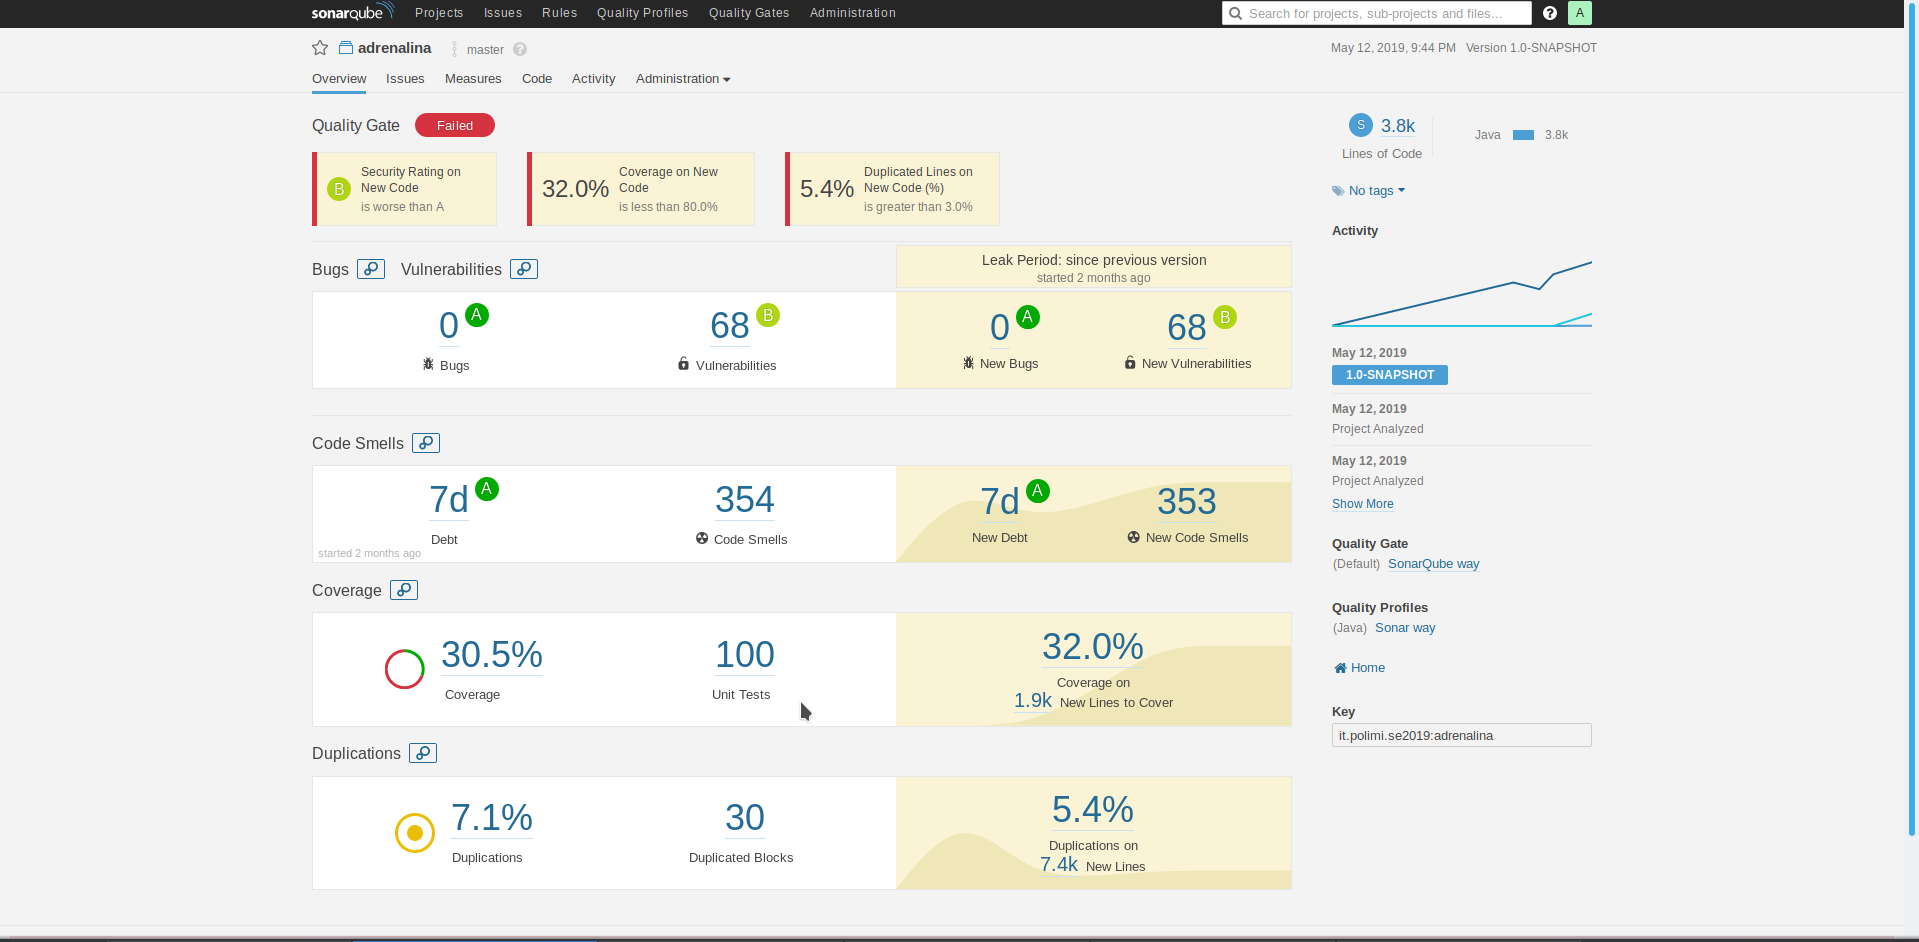 sonarqube Projects Issues Rules Quality Profiles Quality Gates Administration Search for projects, sub-projects and files... ? A
adrenalina master ? May 12, 2019, 9:44 PM Version 1.0-SNAPSHOT
Overview Issues Measures Code Activity Administration
Quality Gate Failed
B Security Rating on New Code
is worse than A
32.0% Coverage on New Code
is less than 80.0%
5.4% Duplicated Lines on New Code (%)
is greater than 3.0%
Bugs Vulnerabilities
Leak Period: since previous version
started 2 months ago
0 A 68 B 0 A 68 B
Bugs Vulnerabilities New Bugs New Vulnerabilities
Code Smells
7d A 354 7d A 353
Debt Code Smells New Debt New Code Smells
started 2 months ago
Coverage
30.5% 100 32.0%
Coverage Unit Tests Coverage on
1.9k New Lines to Cover
Duplications
7.1% 30 5.4%
Duplications Duplicated Blocks Duplications on
7.4k New Lines
S 3.8k Java 3.8k
Lines of Code
No tags
Activity
May 12, 2019
1.0-SNAPSHOT
May 12, 2019
Project Analyzed
May 12, 2019
Project Analyzed
Show More
Quality Gate
(Default) SonarQube way
Quality Profiles
(Java) Sonar way
Home
Key
it.polimi.se2019:adrenalina